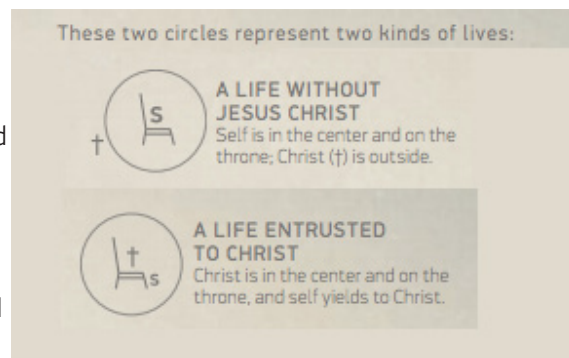 These two circles represent two kinds of lives:
A LIFE WITHOUT
JESUS CHRIST
Self is in the center and on the
throne; Christ (†) is outside.
S
†
A LIFE ENTRUSTED
TO CHRIST
Christ is in the center and on the
throne, and self yields to Christ.
†
S